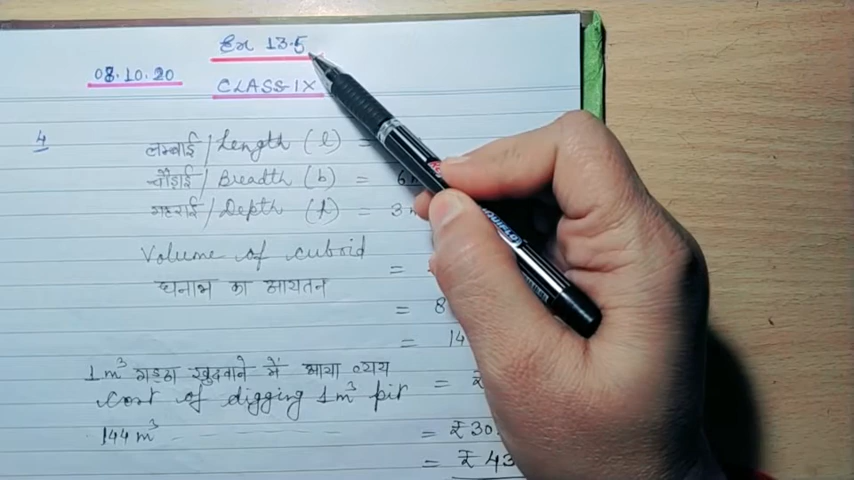 Ex 13.5
08.10.20
CLASS-IX
4
लम्बाई / Length (l) =
चौड़ाई / Breadth (b) = 6
गहराई / Depth (h) = 3 m
Volume of cuboid
घनाभ का आयतन =
= 8
= 14
1m³ गड्ढा खुदवाने में आया व्यय
Cost of digging 1m³ pit = ₹
144 m³ = ₹ 30.
= ₹ 43